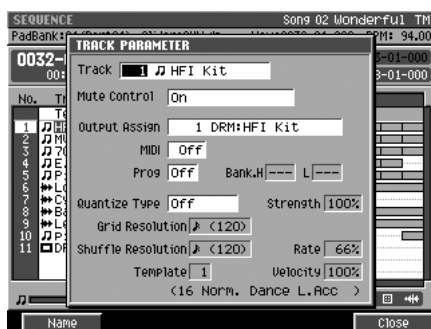 SEQUENCE Song 02 Wonderful TM
PadBank: BPM: 94.00
0032- 3-01-000
00: 3-01-000
TRACK PARAMETER
Track 1 HFI Kit
Mute Control On
Output Assign 1 DRM:HFI Kit
MIDI Off
Prog Off Bank.H --- L ---
Quantize Type Off Strength 100%
Grid Resolution (120)
Shuffle Resolution (120) Rate 66%
Template 1 Velocity 100%
(16 Norm. Dance L.Acc )
No. T
1 H
2 M
3 70
4 E.
5 P
6 L
7 C
8 B
9 L
10 P
11 D
Name Close